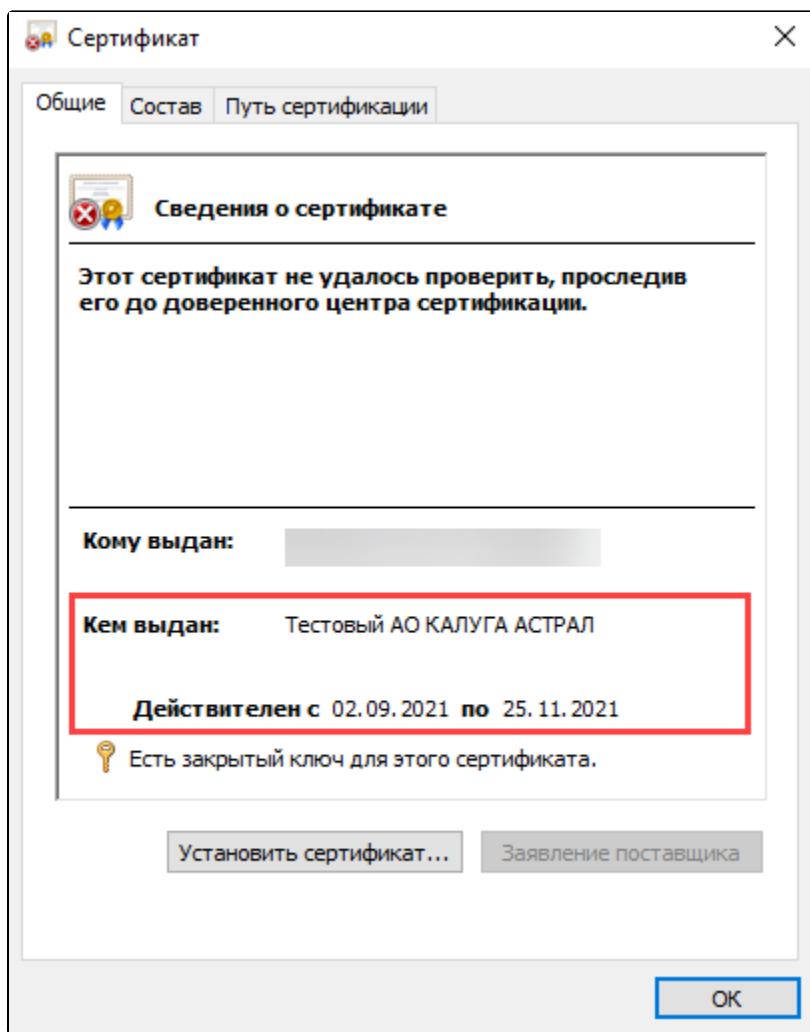 Сертификат
Общие Состав Путь сертификации
Сведения о сертификате
Этот сертификат не удалось проверить, проследив
его до доверенного центра сертификации.
Кому выдан:
Кем выдан: Тестовый АО КАЛУГА АСТРАЛ
Действителен с 02.09.2021 по 25.11.2021
Есть закрытый ключ для этого сертификата.
Установить сертификат... Заявление поставщика
ОК